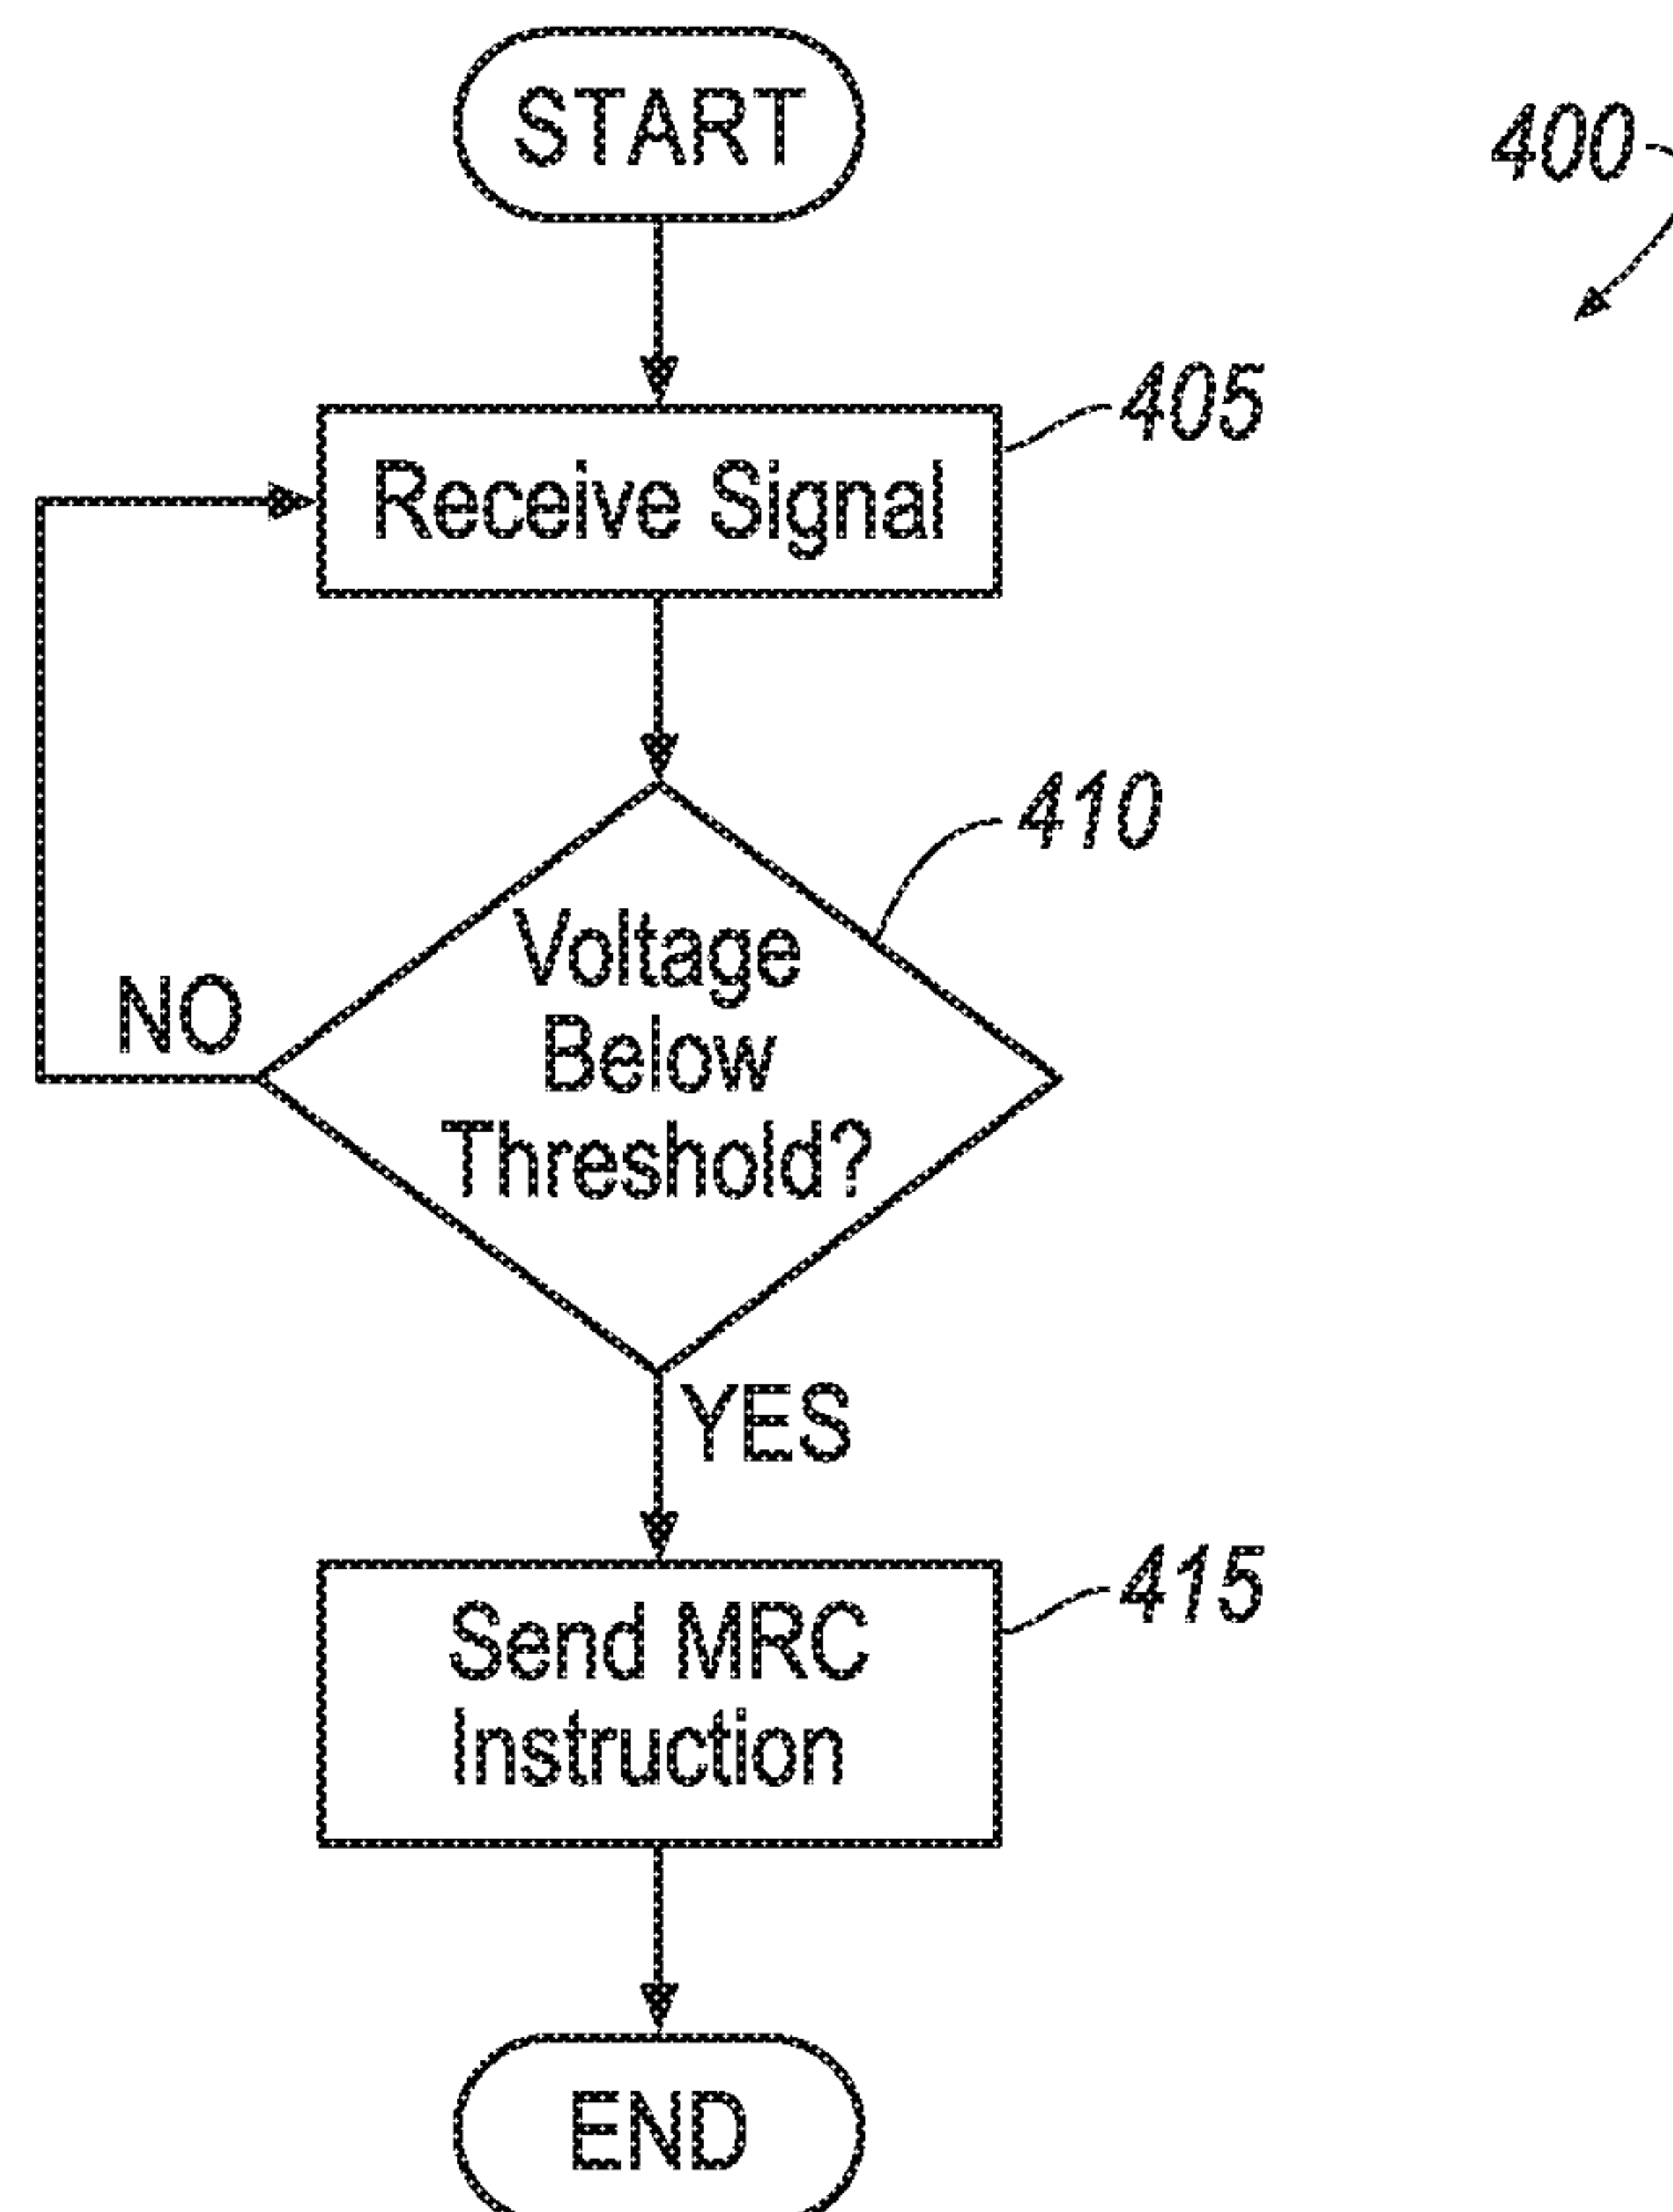 START
400
405
Receive Signal
410
Voltage
Below
Threshold?
NO
YES
415
Send MRC
Instruction
END